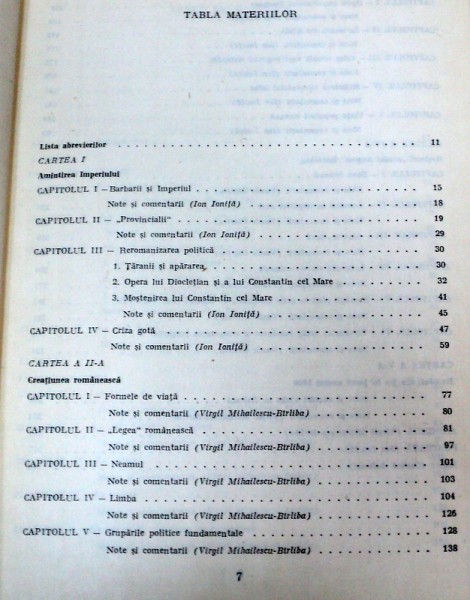 TABLA MATERIILOR
Lista abrevierilor . . . . . . . . . . . . . . . . . . . . . . . . . . 11
CARTEA I
Amintirea Imperiului
CAPITOLUL I — Barbarii și Imperiul . . . . . . . . . . . . . . . . . . 15
Note și comentarii (Ion Ioniță) . . . . . . . . . . . . . . . . 18
CAPITOLUL II — „Provincialii“ . . . . . . . . . . . . . . . . . . . . 19
Note și comentarii (Ion Ioniță) . . . . . . . . . . . . . . . . 29
CAPITOLUL III — Reromanizarea politică . . . . . . . . . . . . . . . . 30
1. Țăranii și apărarea . . . . . . . . . . . . . . . . . . . . 30
2. Opera lui Dioclețian și a lui Constantin cel Mare . . . . . . . . 32
3. Moștenirea lui Constantin cel Mare . . . . . . . . . . . . . 41
Note și comentarii (Ion Ioniță) . . . . . . . . . . . . . . . 45
CAPITOLUL IV — Criza gotă . . . . . . . . . . . . . . . . . . . . . . 47
Note și comentarii (Ion Ioniță) . . . . . . . . . . . . . . . . 59
CARTEA A II-A
Creațiunea românească
CAPITOLUL I — Formele de viață . . . . . . . . . . . . . . . . . . . . 77
Note și comentarii (Virgil Mihailescu-Bîrliba) . . . . . . . . . 80
CAPITOLUL II — „Legea“ românească . . . . . . . . . . . . . . . . . . 81
Note și comentarii (Virgil Mihailescu-Bîrliba) . . . . . . . . . 97
CAPITOLUL III — Neamul . . . . . . . . . . . . . . . . . . . . . . . 101
Note și comentarii (Virgil Mihailescu-Bîrliba) . . . . . . . . . 103
CAPITOLUL IV — Limba . . . . . . . . . . . . . . . . . . . . . . . . 104
Note și comentarii (Virgil Mihailescu-Bîrliba) . . . . . . . . . 126
CAPITOLUL V — Grupările politice fundamentale . . . . . . . . . . . . 128
Note și comentarii (Virgil Mihailescu-Bîrliba) . . . . . . . . . 138
7